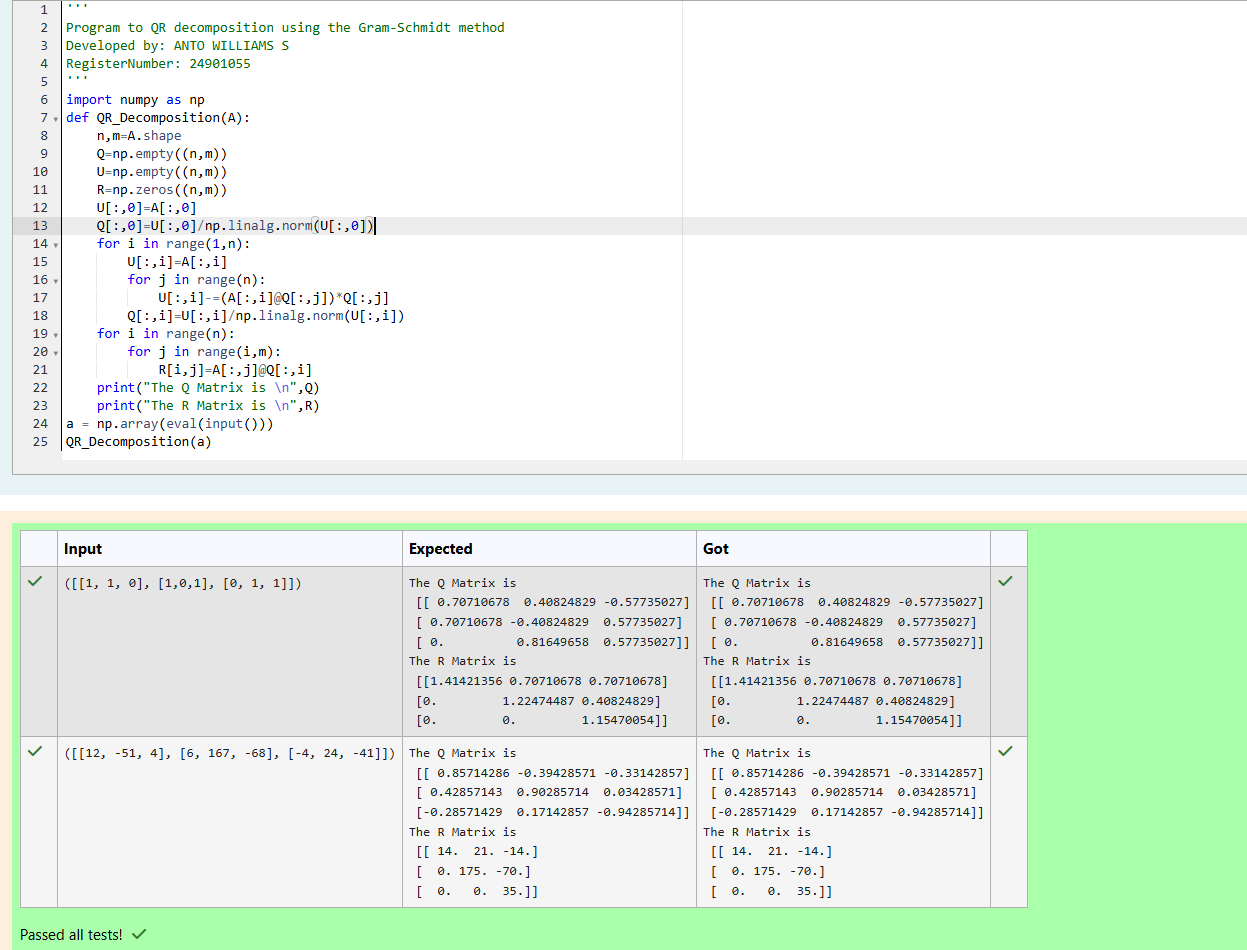 1 '''
2 Program to QR decomposition using the Gram-Schmidt method
3 Developed by: ANTO WILLIAMS S
4 RegisterNumber: 24901055
5 '''
6 import numpy as np
7 def QR_Decomposition(A):
8     n,m=A.shape
9     Q=np.empty((n,m))
10     U=np.empty((n,m))
11     R=np.zeros((n,m))
12     U[:,0]=A[:,0]
13     Q[:,0]=U[:,0]/np.linalg.norm(U[:,0])
14     for i in range(1,n):
15         U[:,i]=A[:,i]
16         for j in range(n):
17             U[:,i]-=(A[:,i]@Q[:,j])*Q[:,j]
18         Q[:,i]=U[:,i]/np.linalg.norm(U[:,i])
19     for i in range(n):
20         for j in range(i,m):
21             R[i,j]=A[:,j]@Q[:,i]
22     print("The Q Matrix is \n",Q)
23     print("The R Matrix is \n",R)
24 a = np.array(eval(input()))
25 QR_Decomposition(a)
Input Expected Got
([[1, 1, 0], [1,0,1], [0, 1, 1]]) The Q Matrix is The Q Matrix is
[[ 0.70710678  0.40824829 -0.57735027] [[ 0.70710678  0.40824829 -0.57735027]
[ 0.70710678 -0.40824829  0.57735027] [ 0.70710678 -0.40824829  0.57735027]
[ 0.          0.81649658  0.57735027]] [ 0.          0.81649658  0.57735027]]
The R Matrix is The R Matrix is
[[1.41421356 0.70710678 0.70710678] [[1.41421356 0.70710678 0.70710678]
[0.         1.22474487 0.40824829] [0.         1.22474487 0.40824829]
[0.         0.         1.15470054]] [0.         0.         1.15470054]]
([[12, -51, 4], [6, 167, -68], [-4, 24, -41]]) The Q Matrix is The Q Matrix is
[[ 0.85714286 -0.39428571 -0.33142857] [[ 0.85714286 -0.39428571 -0.33142857]
[ 0.42857143  0.90285714  0.03428571] [ 0.42857143  0.90285714  0.03428571]
[-0.28571429  0.17142857 -0.94285714]] [-0.28571429  0.17142857 -0.94285714]]
The R Matrix is The R Matrix is
[[ 14.  21. -14.] [[ 14.  21. -14.]
[  0. 175. -70.] [  0. 175. -70.]
[  0.   0.  35.]] [  0.   0.  35.]]
Passed all tests!